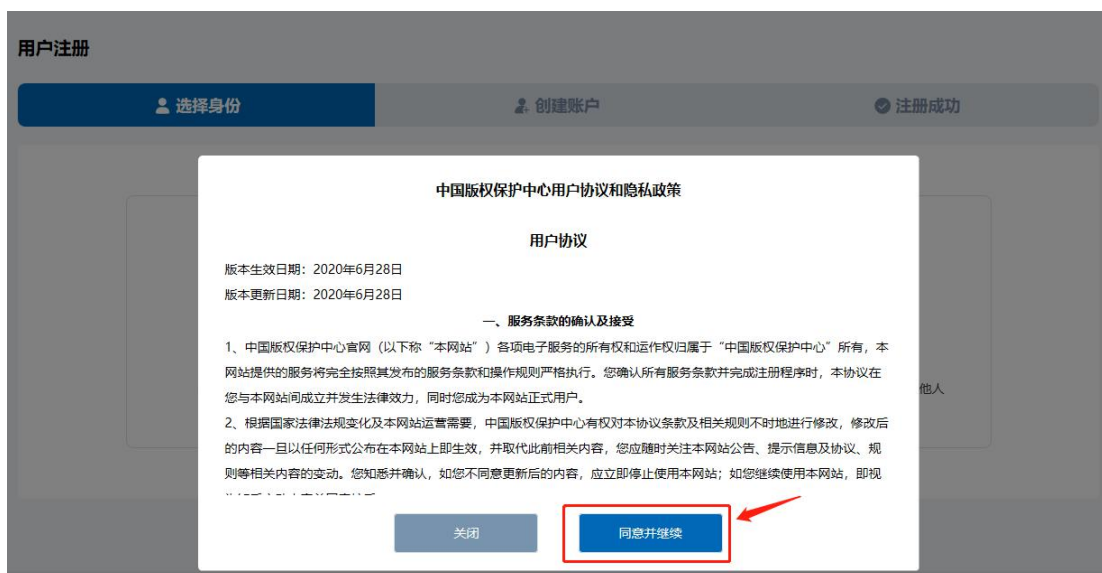 用户注册
选择身份
创建账户
注册成功
中国版权保护中心用户协议和隐私政策
用户协议
版本生效日期：2020年6月28日
版本更新日期：2020年6月28日
一、服务条款的确认及接受
1、中国版权保护中心官网（以下称“本网站”）各项电子服务的所有权和运作权归属于“中国版权保护中心”所有，本
网站提供的服务将完全按照其发布的服务条款和操作规则严格执行。您确认所有服务条款并完成注册程序时，本协议在
您与本网站间成立并发生法律效力，同时您成为本网站正式用户。
他人
2、根据国家法律法规变化及本网站运营需要，中国版权保护中心有权对本协议条款及相关规则不时地进行修改，修改后
的内容一旦以任何形式公布在本网站上即生效，并取代此前相关内容，您应随时关注本网站公告、提示信息及协议、规
则等相关内容的变动。您知悉并确认，如您不同意更新后的内容，应立即停止使用本网站；如您继续使用本网站，即视
关闭
同意并继续